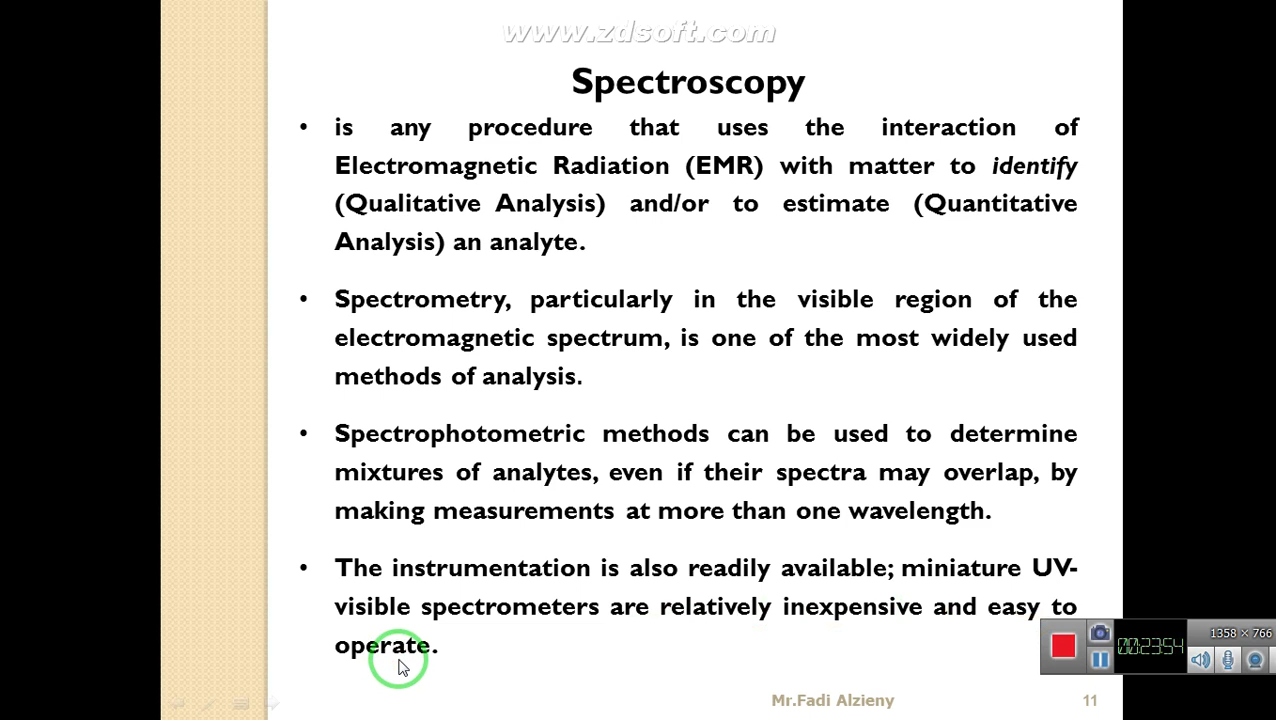 www.zdsoft.com
Spectroscopy
• is any procedure that uses the interaction of
Electromagnetic Radiation (EMR) with matter to identify
(Qualitative Analysis) and/or to estimate (Quantitative
Analysis) an analyte.
• Spectrometry, particularly in the visible region of the
electromagnetic spectrum, is one of the most widely used
methods of analysis.
• Spectrophotometric methods can be used to determine
mixtures of analytes, even if their spectra may overlap, by
making measurements at more than one wavelength.
• The instrumentation is also readily available; miniature UV-
visible spectrometers are relatively inexpensive and easy to
operate.
1358 × 766
00:23:54
Mr.Fadi Alzieny
11